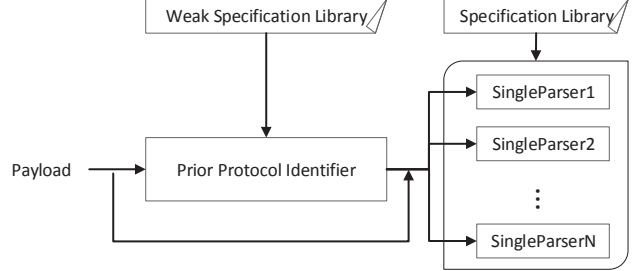 Weak Specification Library
Specification Library
SingleParser1
SingleParser2
Payload
Prior Protocol Identifier
⋮
SingleParserN